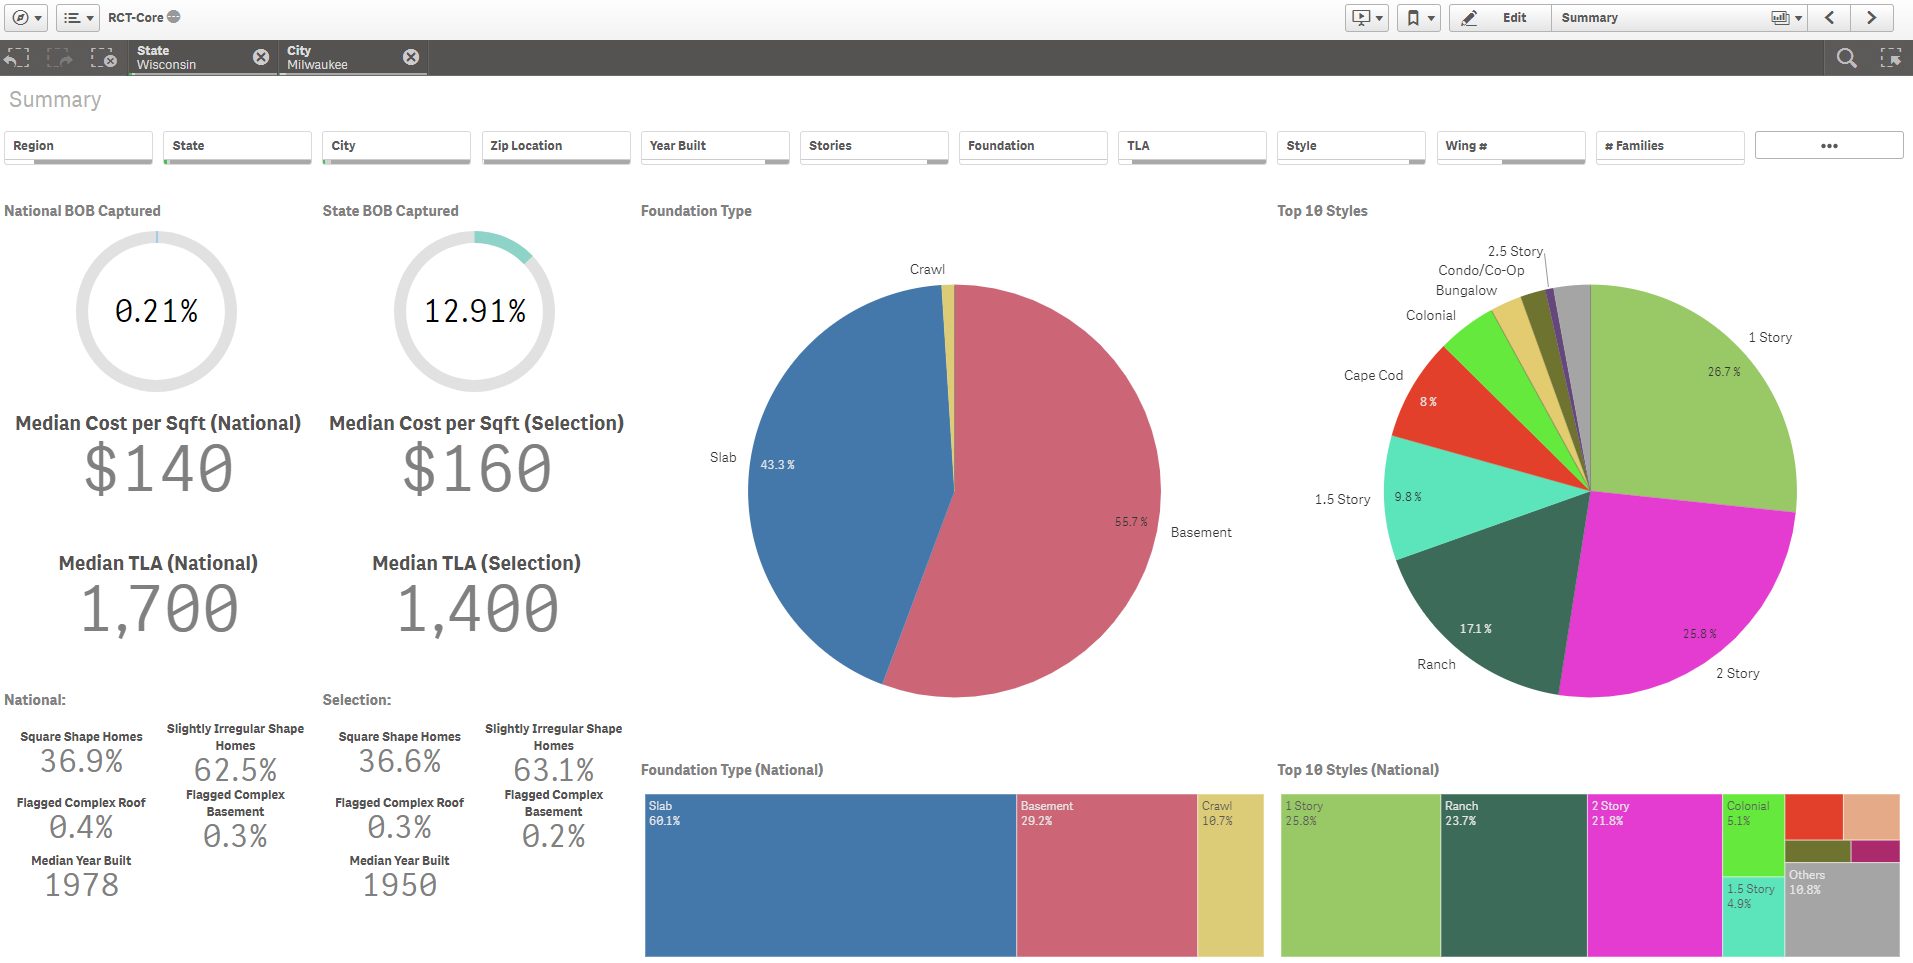 RCT-Core
Edit
Summary
State
Wisconsin
City
Milwaukee
Summary
Region
State
City
Zip Location
Year Built
Stories
Foundation
TLA
Style
Wing #
# Families
National BOB Captured
0.21%
State BOB Captured
12.91%
Median Cost per Sqft (National)
$140
Median Cost per Sqft (Selection)
$160
Median TLA (National)
1,700
Median TLA (Selection)
1,400
National:
Square Shape Homes
36.9%
Slightly Irregular Shape
Homes
62.5%
Flagged Complex Roof
0.4%
Flagged Complex
Basement
0.3%
Median Year Built
1978
Selection:
Square Shape Homes
36.6%
Slightly Irregular Shape
Homes
63.1%
Flagged Complex Roof
0.3%
Flagged Complex
Basement
0.2%
Median Year Built
1950
Foundation Type
Crawl
Slab
43.3 %
55.7 %
Basement
Top 10 Styles
2.5 Story
Condo/Co-Op
Bungalow
Colonial
Cape Cod
8 %
1.5 Story
9.8 %
Ranch
17.1 %
1 Story
26.7 %
25.8 %
2 Story
Foundation Type (National)
Slab
60.1%
Basement
29.2%
Crawl
10.7%
Top 10 Styles (National)
1 Story
25.8%
Ranch
23.7%
2 Story
21.8%
Colonial
5.1%
1.5 Story
4.9%
Others
10.8%